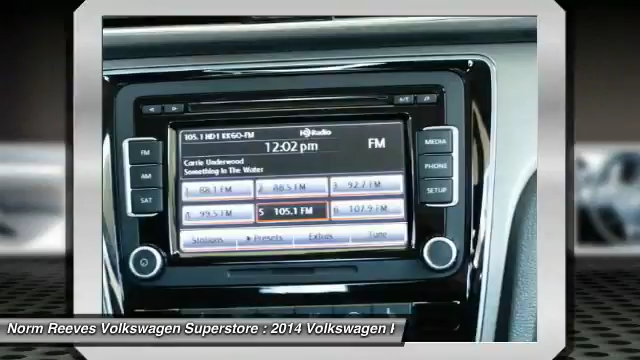 105.1 HD1 KKGO-FM
HD Radio
12:02 pm
FM
Carrie Underwood
Something In The Water
1 88.1 FM
2 88.5 FM
3 92.7 FM
4 99.5 FM
5 105.1 FM
6 107.9 FM
Stations
Presets
Extras
Tune
FM
AM
SAT
MEDIA
PHONE
SETUP
Norm Reeves Volkswagen Superstore : 2014 Volkswagen